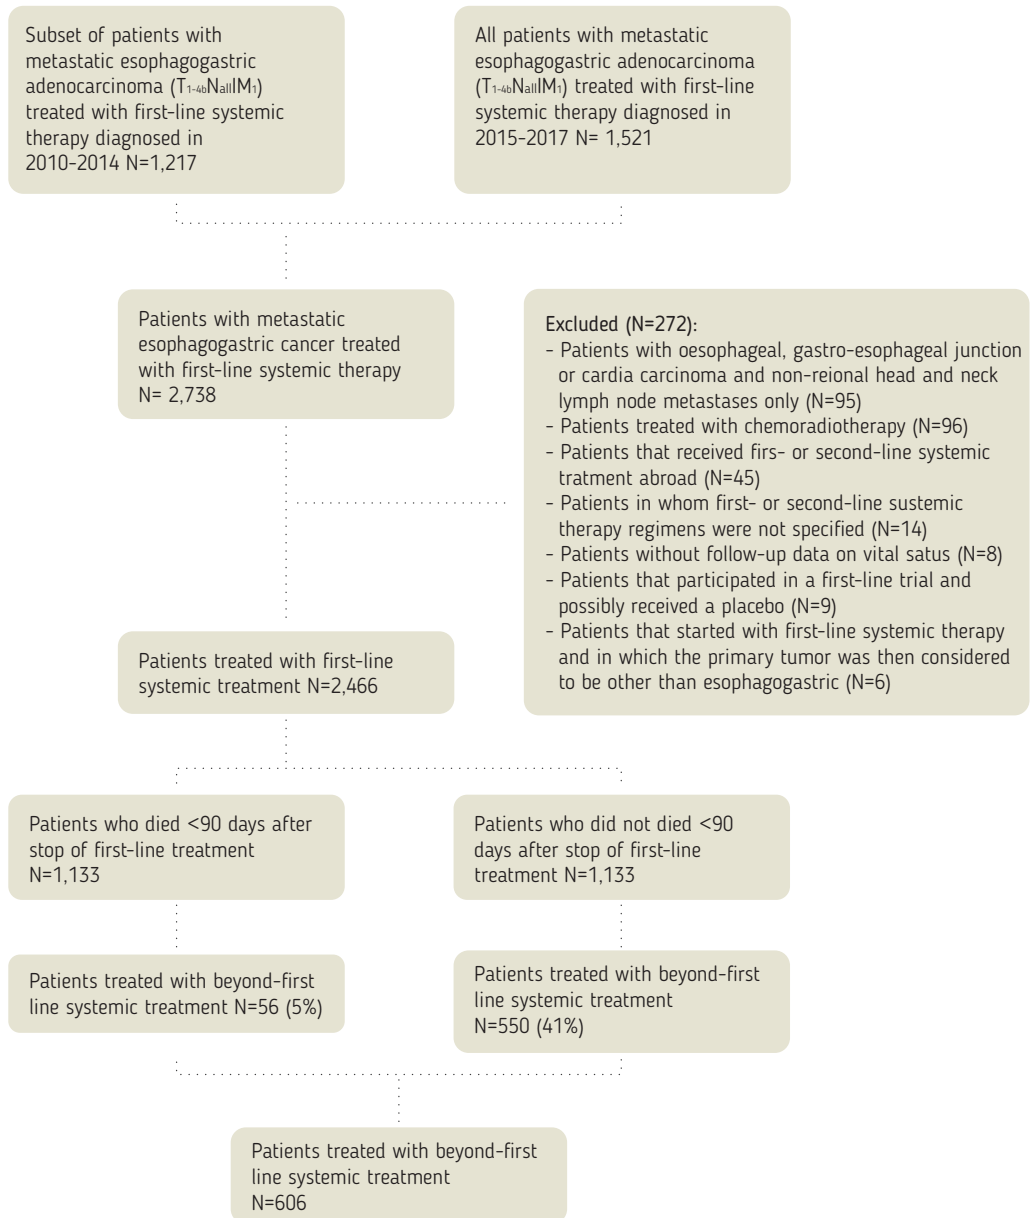 Subset of patients with
metastatic esophagogastric
adenocarcinoma (T1-4bNallIM1)
treated with first-line systemic
therapy diagnosed in
2010-2014 N=1,217
All patients with metastatic
esophagogastric adenocarcinoma
(T1-4bNallIM1) treated with first-line
systemic therapy diagnosed in
2015-2017 N= 1,521
Patients with metastatic
esophagogastric cancer treated
with first-line systemic therapy
N= 2,738
Excluded (N=272):
- Patients with oesophageal, gastro-esophageal junction
or cardia carcinoma and non-reional head and neck
lymph node metastases only (N=95)
- Patients treated with chemoradiotherapy (N=96)
- Patients that received firs- or second-line systemic
tratment abroad (N=45)
- Patients in whom first- or second-line sustemic
therapy regimens were not specified (N=14)
- Patients without follow-up data on vital satus (N=8)
- Patients that participated in a first-line trial and
possibly received a placebo (N=9)
- Patients that started with first-line systemic therapy
and in which the primary tumor was then considered
to be other than esophagogastric (N=6)
Patients treated with first-line
systemic treatment N=2,466
Patients who died <90 days after
stop of first-line treatment
N=1,133
Patients who did not died <90
days after stop of first-line
treatment N=1,133
Patients treated with beyond-first
line systemic treatment N=56 (5%)
Patients treated with beyond-first
line systemic treatment
N=550 (41%)
Patients treated with beyond-first
line systemic treatment
N=606